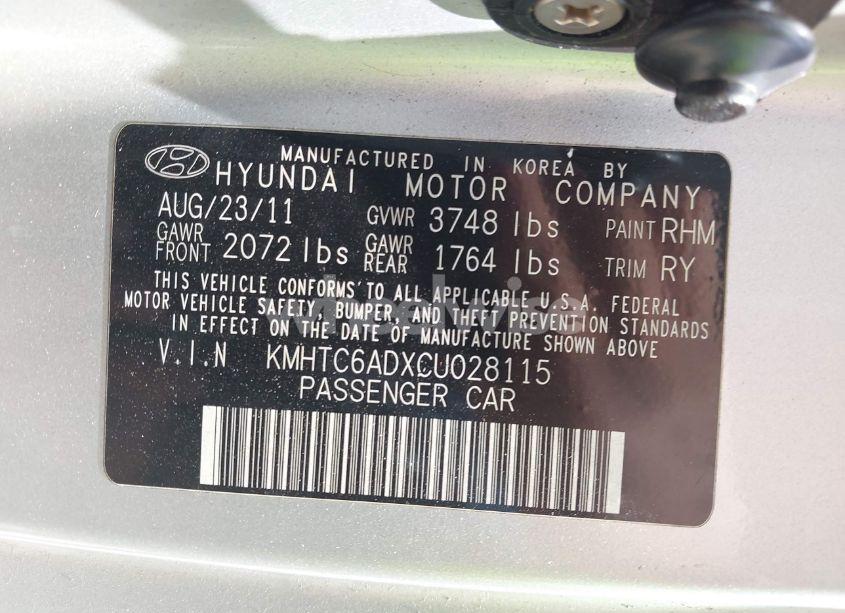 MANUFACTURED IN KOREA BY
HYUNDAI MOTOR COMPANY
AUG/23/11 GVWR 3748 lbs PAINT RHM
GAWR FRONT 2072 lbs GAWR REAR 1764 lbs TRIM RY
THIS VEHICLE CONFORMS TO ALL APPLICABLE U.S.A. FEDERAL
MOTOR VEHICLE SAFETY, BUMPER, AND THEFT PREVENTION STANDARDS
IN EFFECT ON THE DATE OF MANUFACTURE SHOWN ABOVE
V.I.N KMHTC6ADXCU028115
PASSENGER CAR